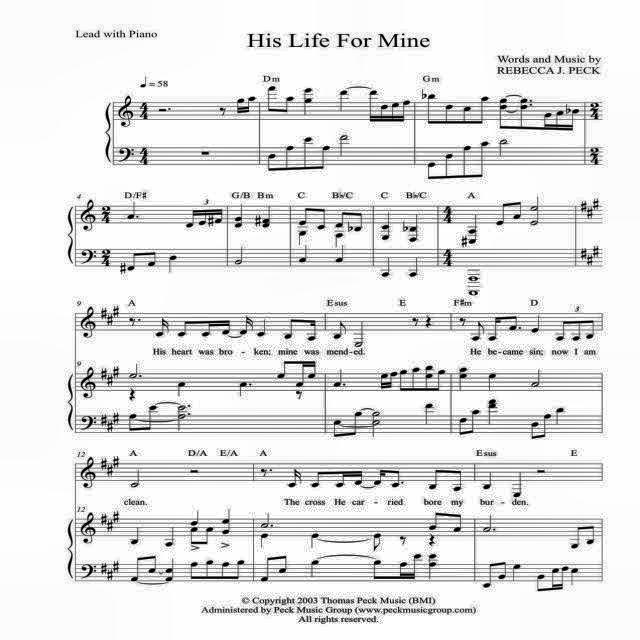 Lead with Piano
His Life For Mine
Words and Music by
REBECCA J. PECK
♩ = 58
Dm Gm
4 D/F# G/B Bm C B♭/C C B♭/C A
3
9 A Esus E F#m D
3
His heart was bro - ken; mine was mend-ed. He be-came sin; now I am
9
12 A D/A E/A A Esus E
clean. The cross He car - ried bore my bur- den.
12
© Copyright 2003 Thomas Peck Music (BMI)
Administered by Peck Music Group (www.peckmusicgroup.com)
All rights reserved.